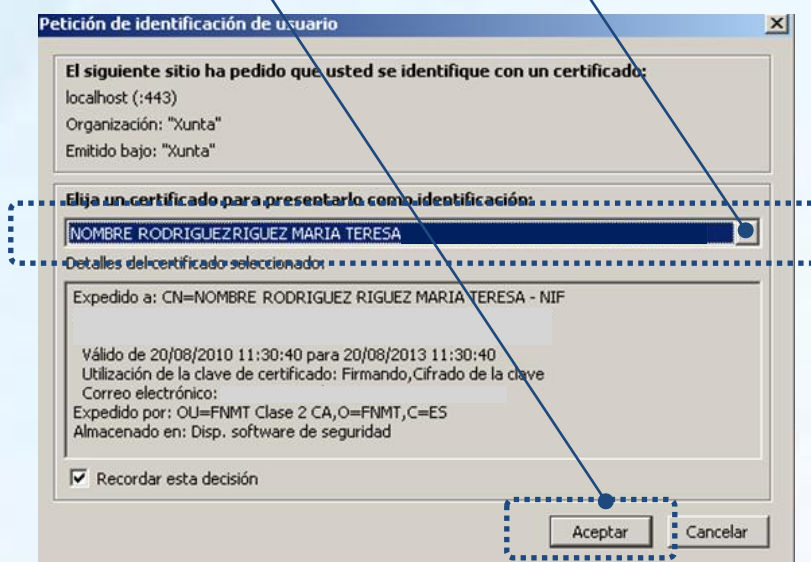 Petición de identificación de usuario
El siguiente sitio ha pedido que usted se identifique con un certificado:
localhost (:443)
Organización: "Xunta"
Emitido bajo: "Xunta"
Elija un certificado para presentarlo como identificación:
NOMBRE RODRIGUEZRIGUEZ MARIA TERESA
Detalles del certificado seleccionado:
Expedido a: CN=NOMBRE RODRIGUEZ RIGUEZ MARIA TERESA - NIF
Válido de 20/08/2010 11:30:40 para 20/08/2013 11:30:40
Utilización de la clave de certificado: Firmando,Cifrado de la clave
Correo electrónico:
Expedido por: OU=FNMT Clase 2 CA,O=FNMT,C=ES
Almacenado en: Disp. software de seguridad
Recordar esta decisión
Aceptar Cancelar